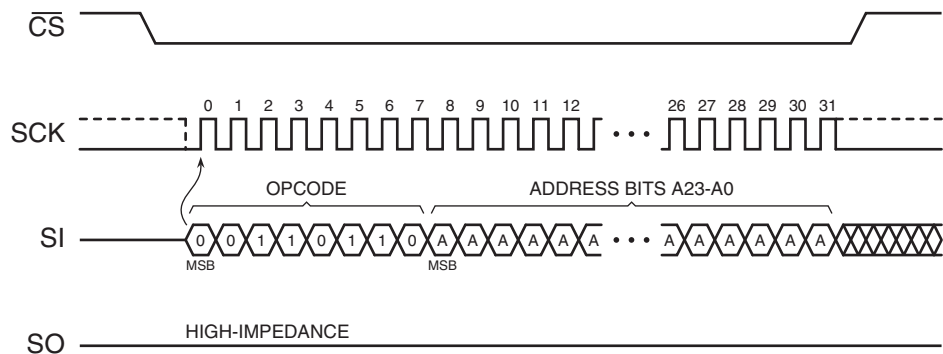 CS
0 1 2 3 4 5 6 7 8 9 10 11 12 26 27 28 29 30 31
SCK
OPCODE ADDRESS BITS A23-A0
SI 0 0 1 1 0 1 1 0 A A A A A A • • • A A A A A A
MSB MSB
HIGH-IMPEDANCE
SO